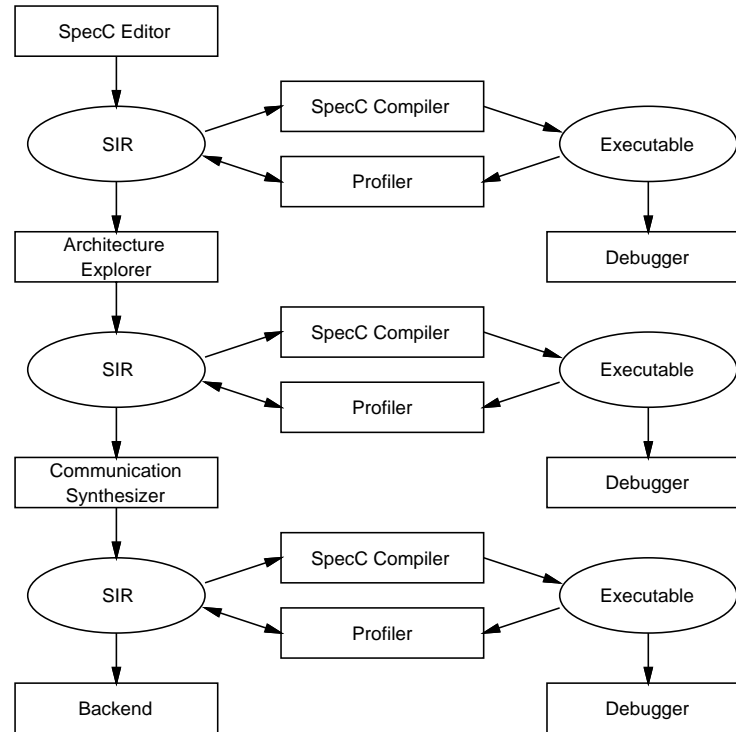 SpecC Editor
SpecC Compiler
SIR
Executable
Profiler
Architecture
Explorer
Debugger
SpecC Compiler
SIR
Executable
Profiler
Communication
Synthesizer
Debugger
SpecC Compiler
SIR
Executable
Profiler
Backend
Debugger